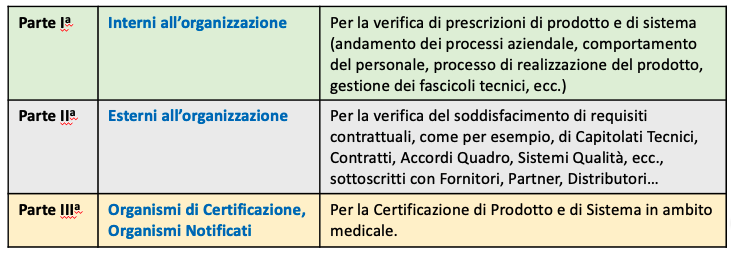 Parte Iª
Interni all’organizzazione
Per la verifica di prescrizioni di prodotto e di sistema
(andamento dei processi aziendale, comportamento
del personale, processo di realizzazione del prodotto,
gestione dei fascicoli tecnici, ecc.)
Parte IIª
Esterni all’organizzazione
Per la verifica del soddisfacimento di requisiti
contrattuali, come per esempio, di Capitolati Tecnici,
Contratti, Accordi Quadro, Sistemi Qualità, ecc.,
sottoscritti con Fornitori, Partner, Distributori…
Parte IIIª
Organismi di Certificazione,
Organismi Notificati
Per la Certificazione di Prodotto e di Sistema in ambito
medicale.